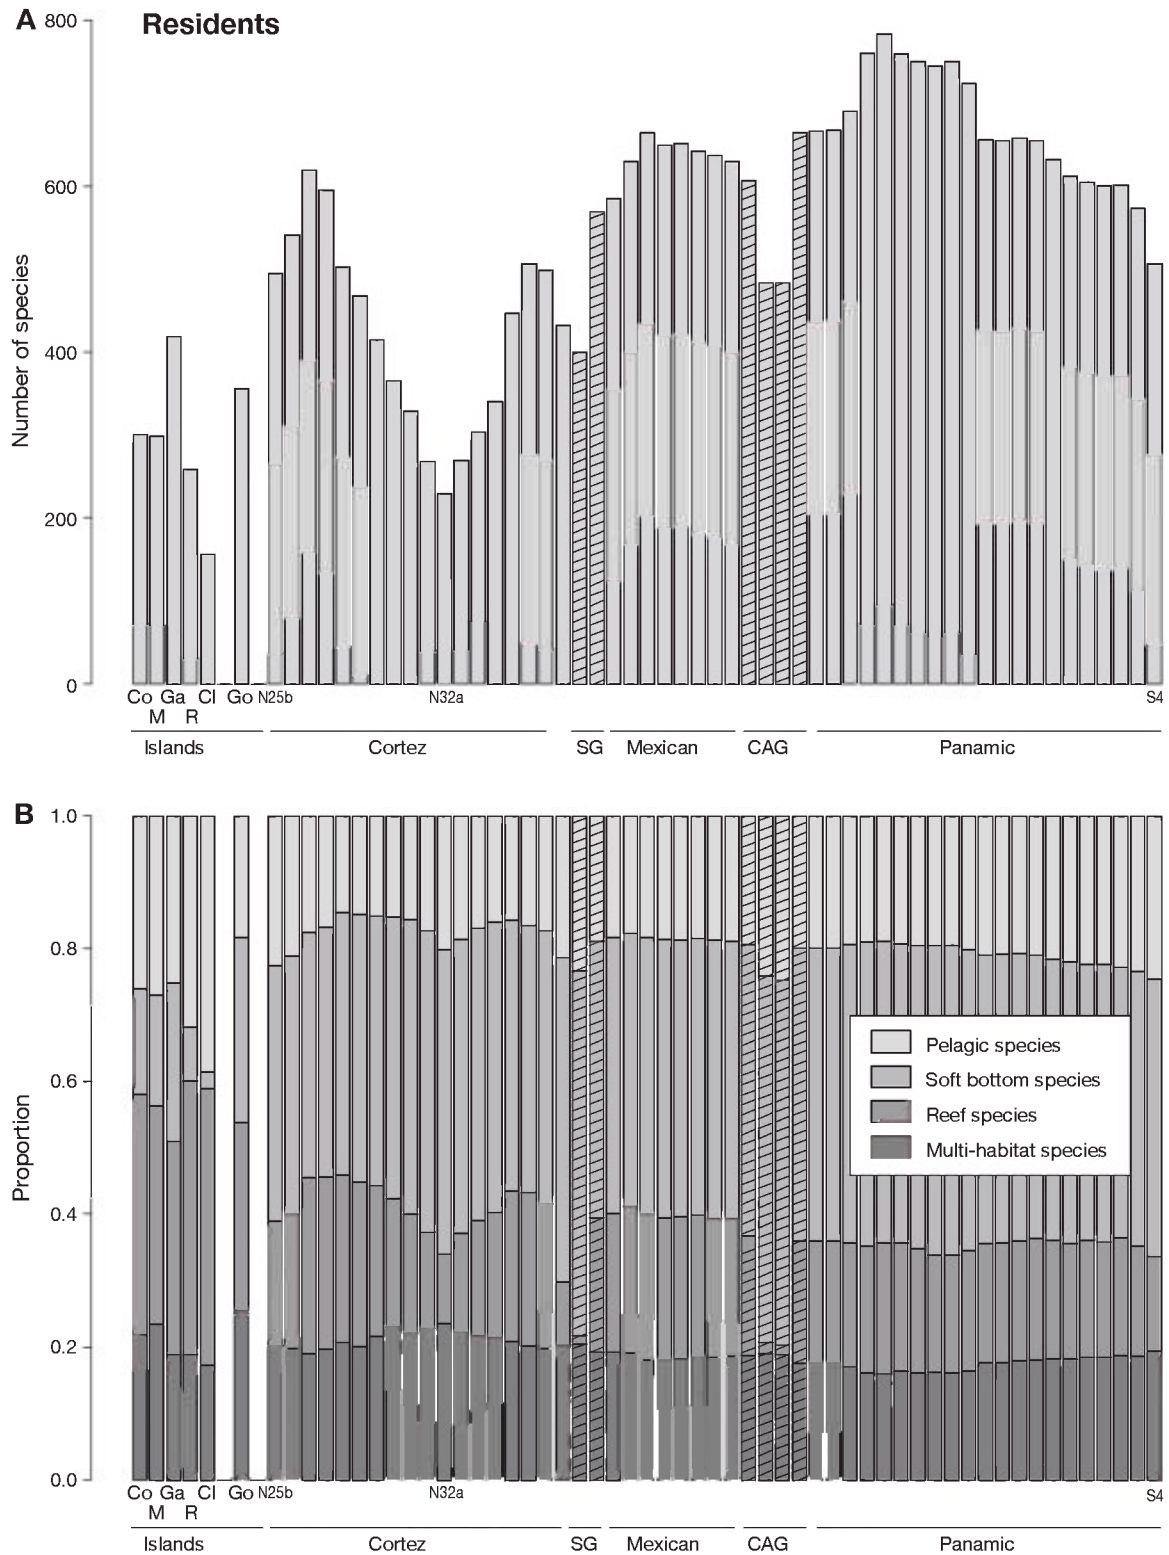 A
Residents
800
600
400
200
0
Number of species
Co Ga Cl Go N25b N32a S4
M R
Islands Cortez SG Mexican CAG Panamic
B
1.0
0.8
0.6
0.4
0.2
0.0
Proportion
Pelagic species
Soft bottom species
Reef species
Multi-habitat species
Co Ga Cl Go N25b N32a S4
M R
Islands Cortez SG Mexican CAG Panamic